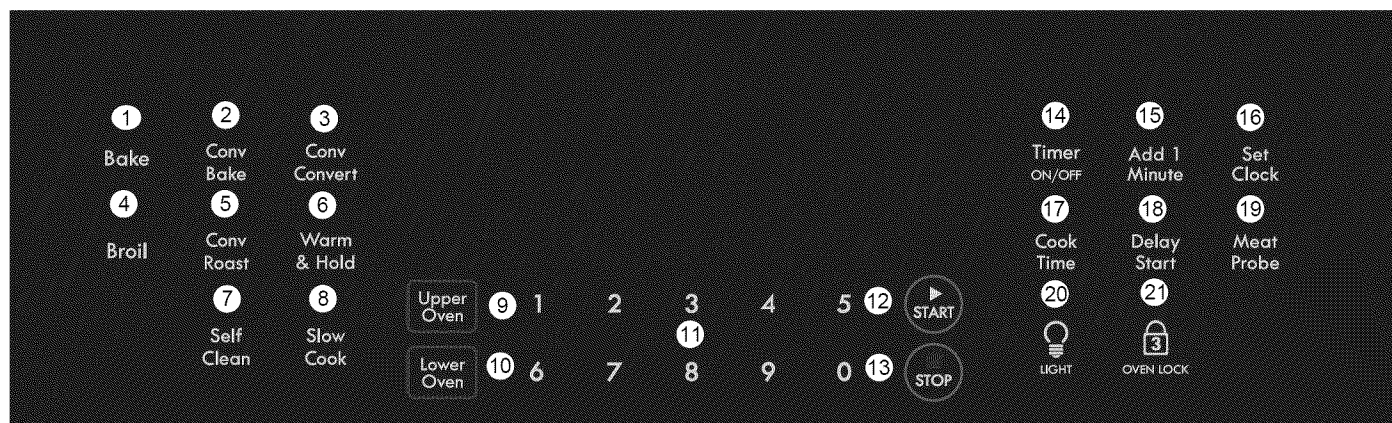 1 2 3
Bake Conv Conv
Bake Convert
4 5 6
Broil Conv Warm
Roast & Hold
7 8
Self Slow
Clean Cook
Upper
Oven
9 1 2 3 4 5 12
START
11
Lower
Oven
10 6 7 8 9 0 13
STOP
14 15 16
Timer Add 1 Set
ON/OFF Minute Clock
17 18 19
Cook Delay Meat
Time Start Probe
20 21
3
LIGHT OVEN LOCK